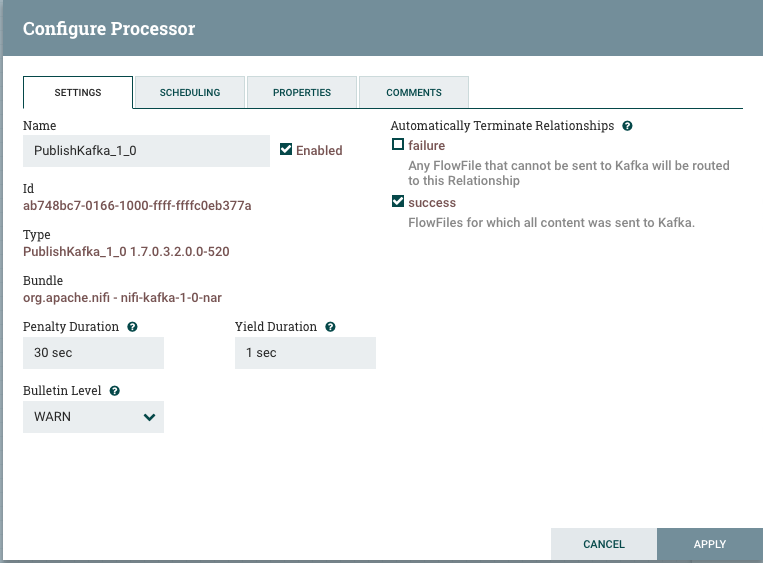 Configure Processor
SETTINGS
SCHEDULING
PROPERTIES
COMMENTS
Name
PublishKafka_1_0
Enabled
Id
ab748bc7-0166-1000-ffff-ffffc0eb377a
Type
PublishKafka_1_0 1.7.0.3.2.0.0-520
Bundle
org.apache.nifi - nifi-kafka-1-0-nar
Penalty Duration
Yield Duration
30 sec
1 sec
Bulletin Level
WARN
Automatically Terminate Relationships
failure
Any FlowFile that cannot be sent to Kafka will be routed
to this Relationship
success
FlowFiles for which all content was sent to Kafka.
CANCEL
APPLY